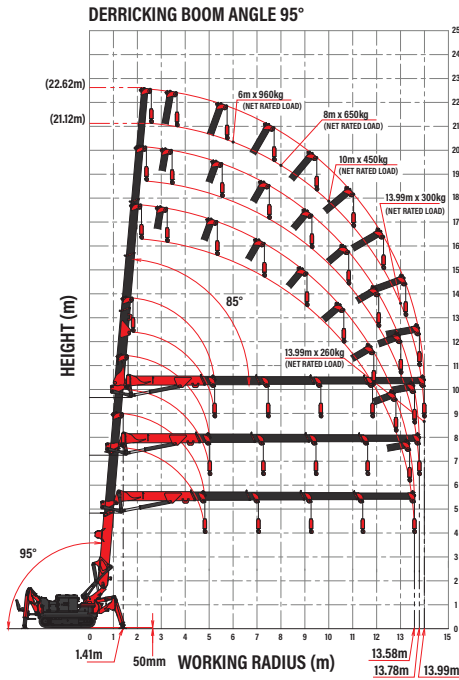 DERRICKING BOOM ANGLE 95°
25
24
23
22
21
20
19
18
17
16
15
14
13
12
11
10
9
8
7
6
5
4
3
2
1
0
(22.62m)
(21.12m)
6m x 960kg
(NET RATED LOAD)
8m x 650kg
(NET RATED LOAD)
10m x 450kg
(NET RATED LOAD)
13.99m x 300kg
(NET RATED LOAD)
85°
13.99m x 260kg
(NET RATED LOAD)
HEIGHT (m)
95°
0 1 2 3 4 5 6 7 8 9 10 11 12 13 14 15
1.41m
50mm
WORKING RADIUS (m)
13.58m
13.78m
13.99m